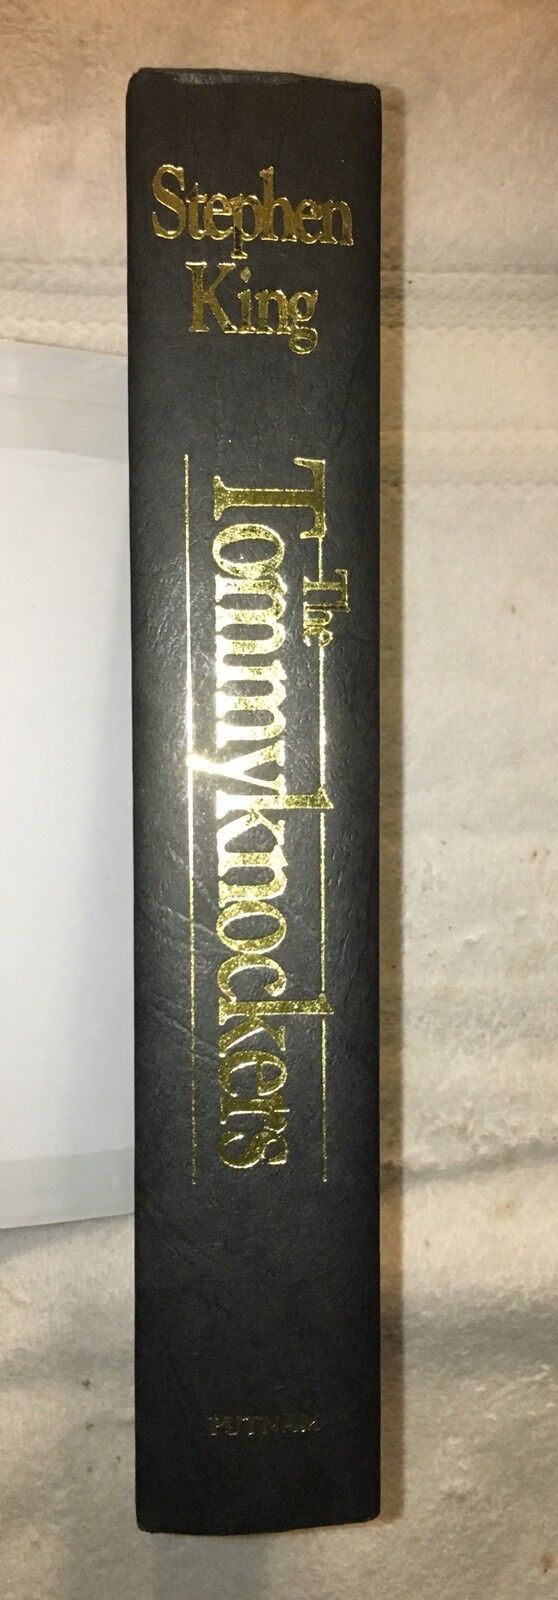 Stephen
King
The
Tommyknockers
PUTNAM